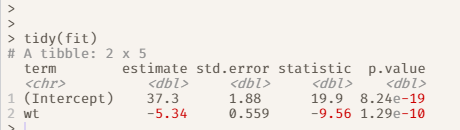 >
>
> tidy(fit)
# A tibble: 2 x 5
  term        estimate std.error statistic  p.value
  <chr>          <dbl>     <dbl>     <dbl>    <dbl>
1 (Intercept)    37.3      1.88      19.9  8.24e-19
2 wt             -5.34     0.559     -9.56 1.29e-10
>